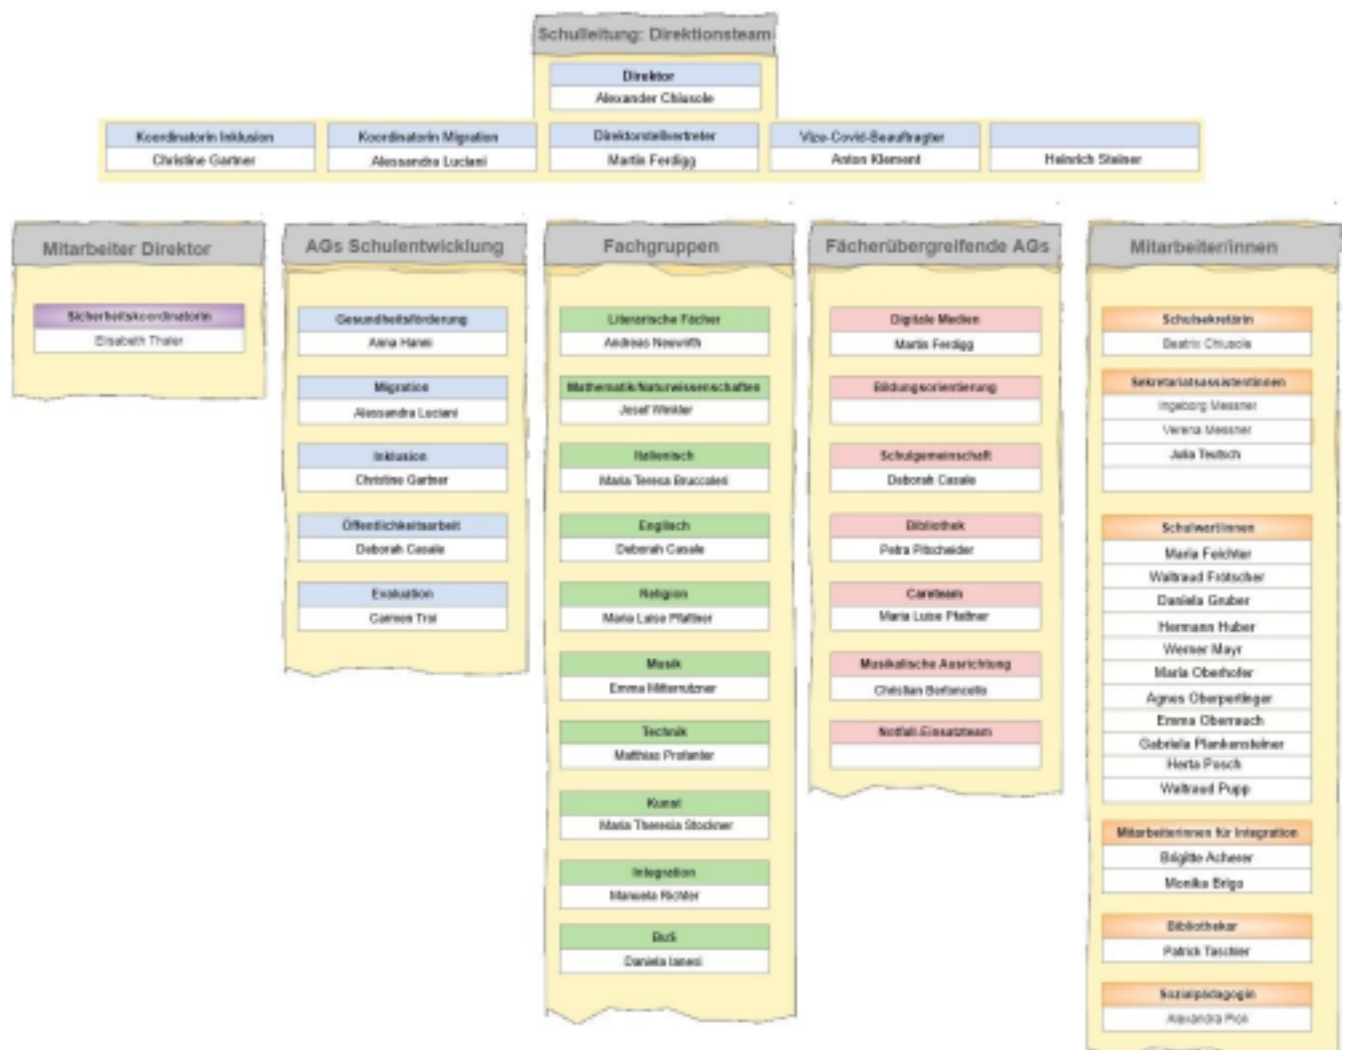 Schulleitung: Direktionsteam
Direktor
Alexander Chiusole
Koordinatorin Inklusion
Christine Gartner
Koordinatorin Migration
Alessandra Luciani
Direktorstellvertreter
Martin Ferdigg
Vize-Covid-Beauftragter
Anton Klement
Heinrich Steiner
Mitarbeiter Direktor
Sicherheitskoordinatorin
Elisabeth Thaler
AGs Schulentwicklung
Gesundheitsförderung
Anna
Migration
Alessandra Luciani
Inklusion
Christine Gartner
Öffentlichkeitsarbeit
Deborah Casale
Evaluation
Carmen Troi
Fachgruppen
Literarische Fächer
Andreas Neuwirth
Mathematik/Naturwissenschaften
Josef Winkler
Italienisch
Maria Teresa Bruccoleri
Englisch
Deborah Casale
Religion
Maria Luise Pfattner
Musik
Emma Mitterrutzner
Technik
Matthias Profanter
Kunst
Maria Theresia Stockner
Integration
Manuela Richter
BuS
Daniela Ianesi
Fächerübergreifende AGs
Digitale Medien
Martin Ferdigg
Bildungsorientierung
Schulgemeinschaft
Deborah Casale
Bibliothek
Petra Pitscheider
Careteam
Maria Luise Pfattner
Musikalische Ausrichtung
Christian Bertoncello
Notfall-Einsatzteam
Mitarbeiter/innen
Schulsekretärin
Beatrix Chiusole
Sekretariatsassistentinnen
Ingeborg Messner
Verena Messner
Julia Teutsch
Schulwart/innen
Maria Feichter
Waltraud Frötscher
Daniela Gruber
Hermann Huber
Werner Mayr
Maria Oberhofer
Agnes Oberpertinger
Emma Oberrauch
Gabriela Plankensteiner
Herta Posch
Waltraud Pupp
Mitarbeiterinnen für Integration
Brigitte Acherer
Monika Brigo
Bibliothekar
Patrick Taschler
Sozialpädagogin
Alexandra